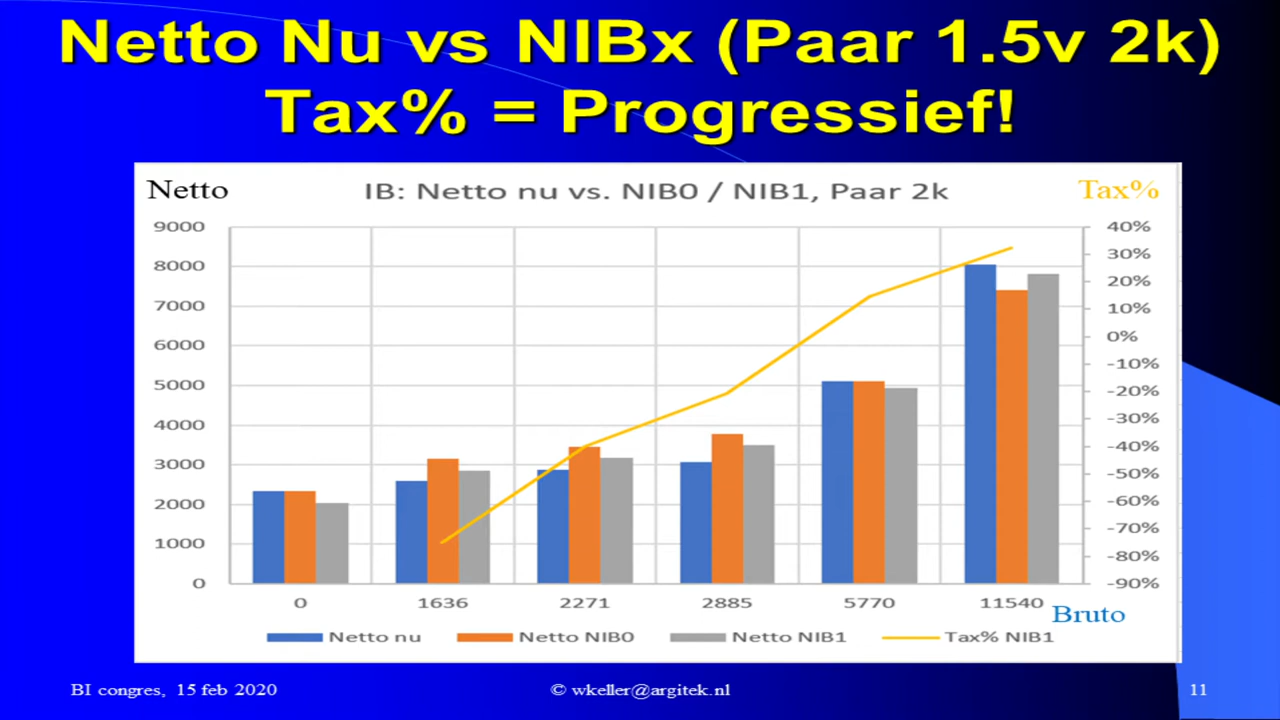 Netto Nu vs NIBx (Paar 1.5v 2k)
Tax% = Progressief!
Netto
IB: Netto nu vs. NIB0 / NIB1, Paar 2k
Tax%
9000
8000
7000
6000
5000
4000
3000
2000
1000
0
40%
30%
20%
10%
0%
-10%
-20%
-30%
-40%
-50%
-60%
-70%
-80%
-90%
0 1636 2271 2885 5770 11540
Bruto
Netto nu Netto NIB0 Netto NIB1 Tax% NIB1
BI congres, 15 feb 2020 © wkeller@argitek.nl 11